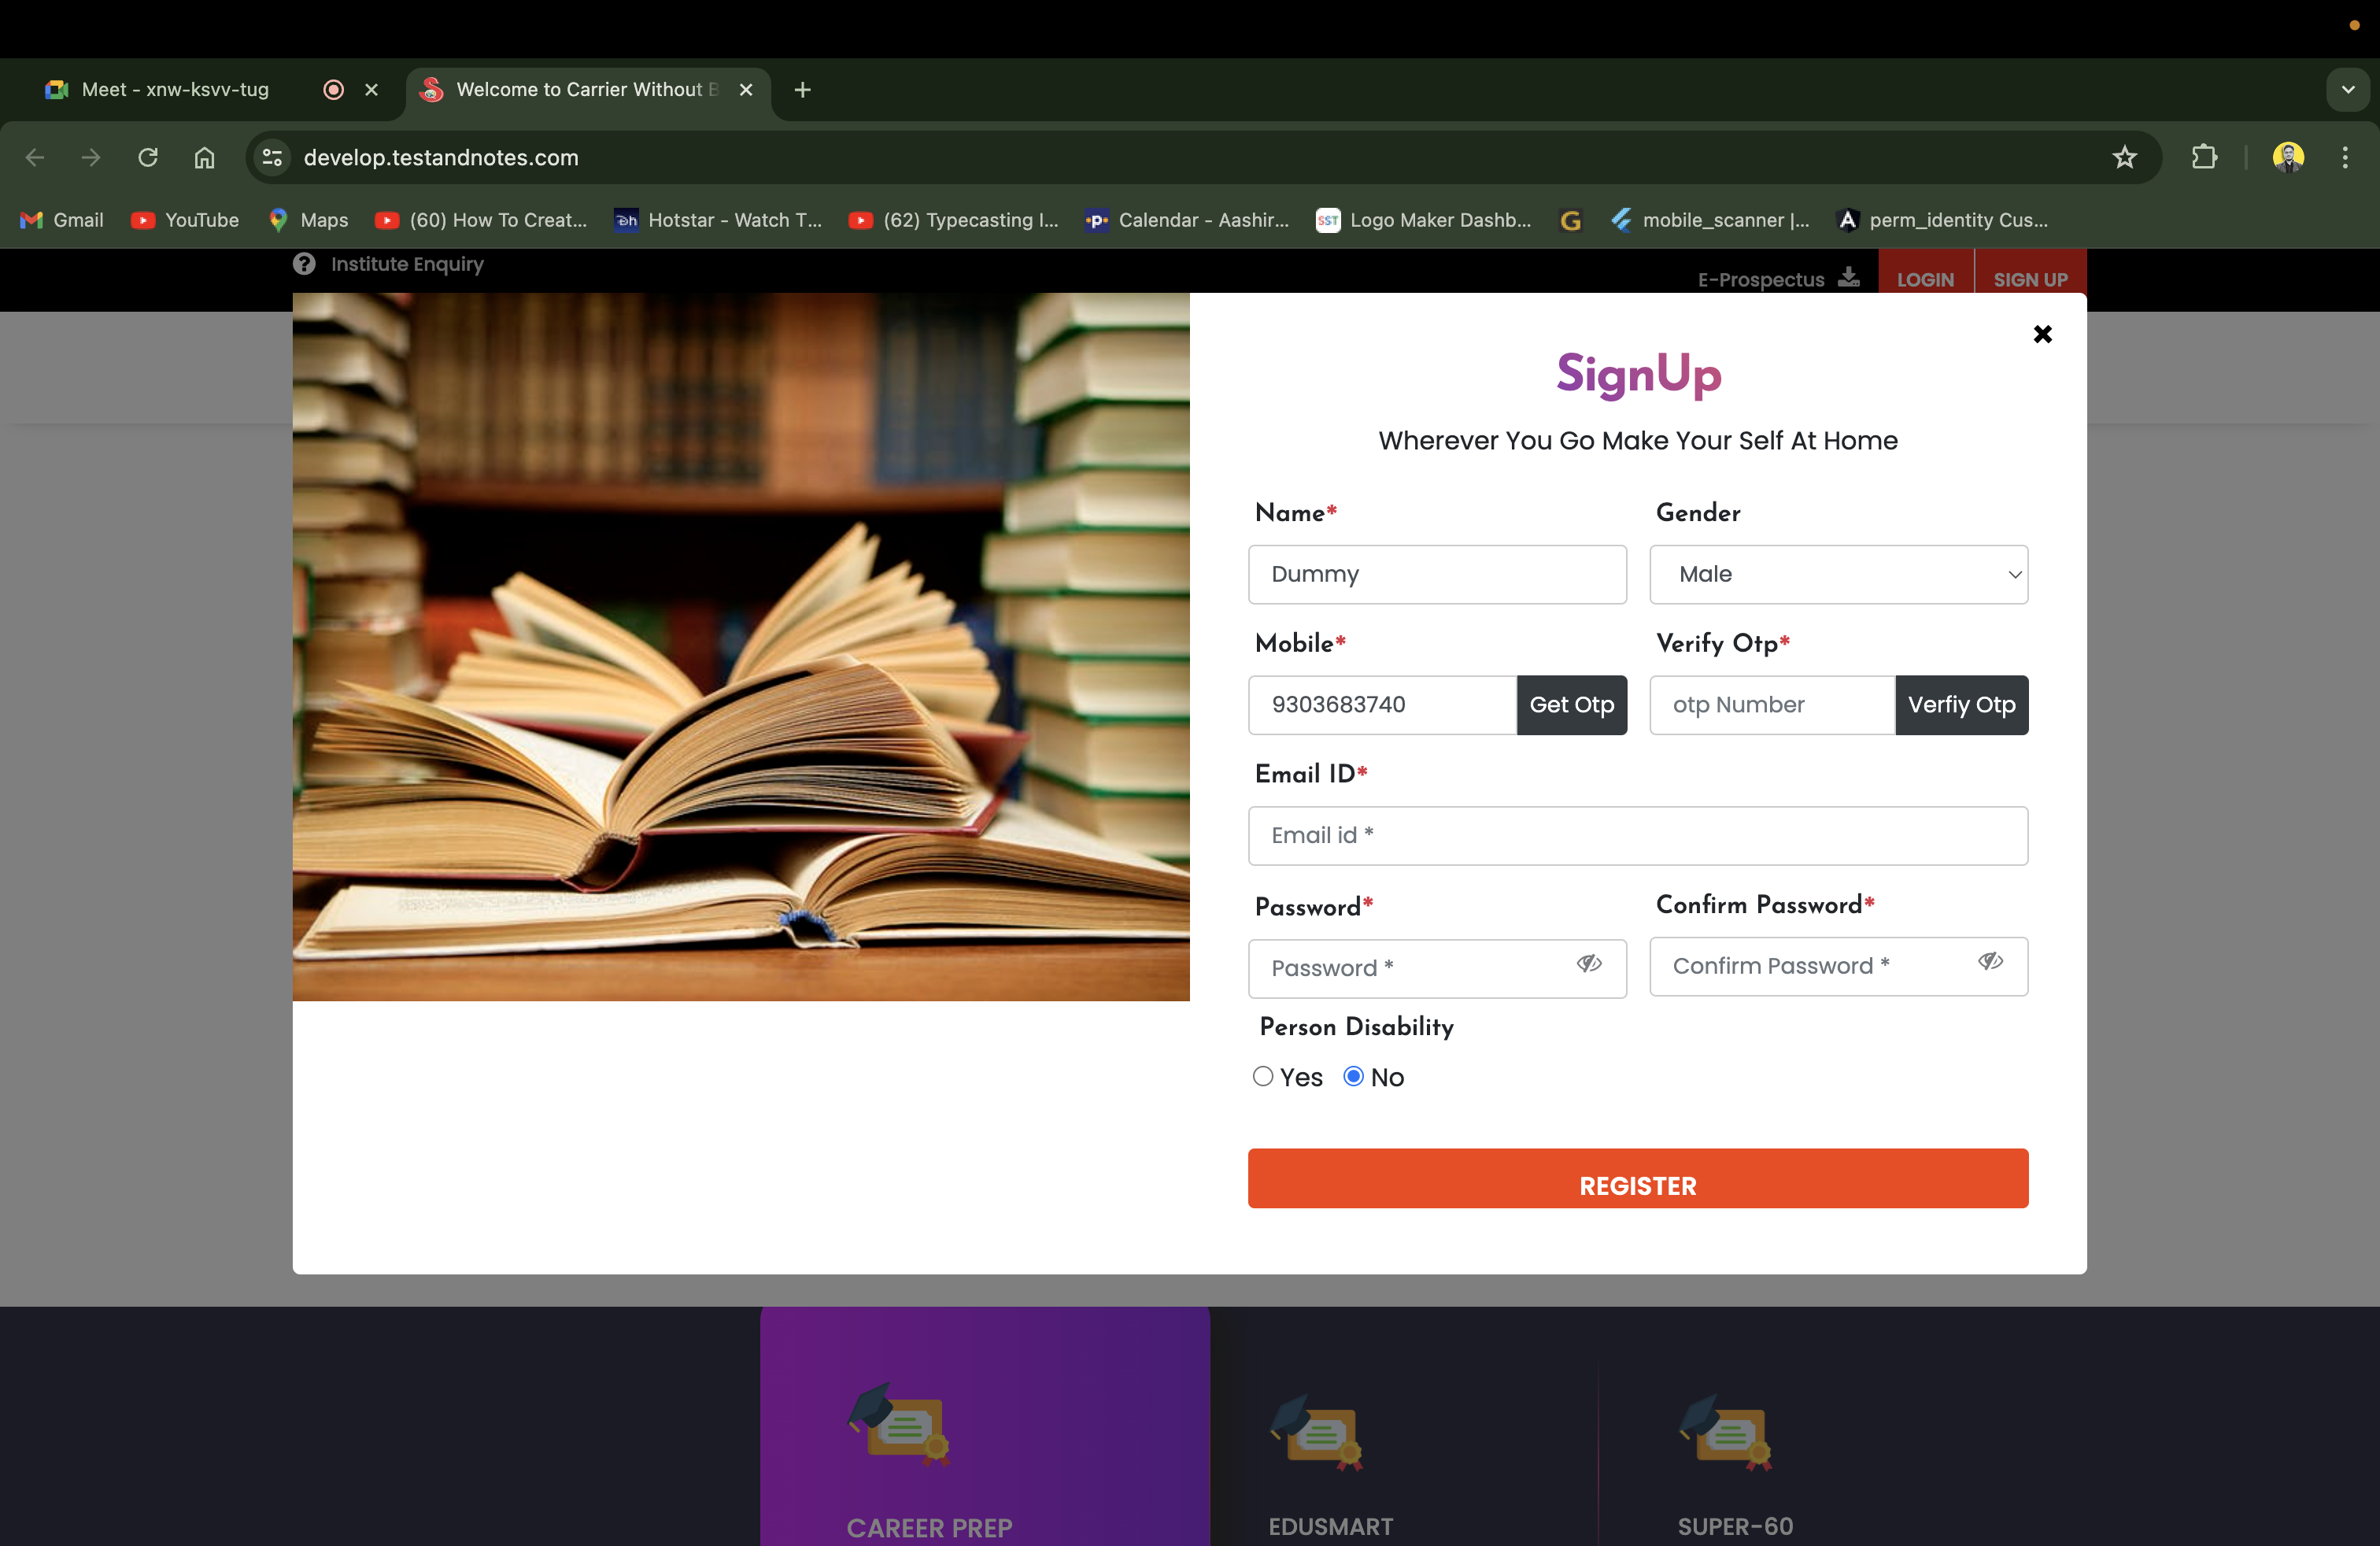 Meet - xnw-ksvv-tug
Welcome to Carrier Without B
develop.testandnotes.com
Gmail
YouTube
Maps
(60) How To Creat...
Hotstar - Watch T...
(62) Typecasting I...
Calendar - Aashir...
Logo Maker Dashb...
mobile_scanner |...
perm_identity Cus...
Institute Enquiry
E-Prospectus
LOGIN
SIGN UP
SignUp
Wherever You Go Make Your Self At Home
Name*
Gender
Dummy
Male
Mobile*
Verify Otp*
9303683740
Get Otp
otp Number
Verfiy Otp
Email ID*
Email id *
Password*
Confirm Password*
Password *
Confirm Password *
Person Disability
Yes
No
REGISTER
CAREER PREP
EDUSMART
SUPER-60